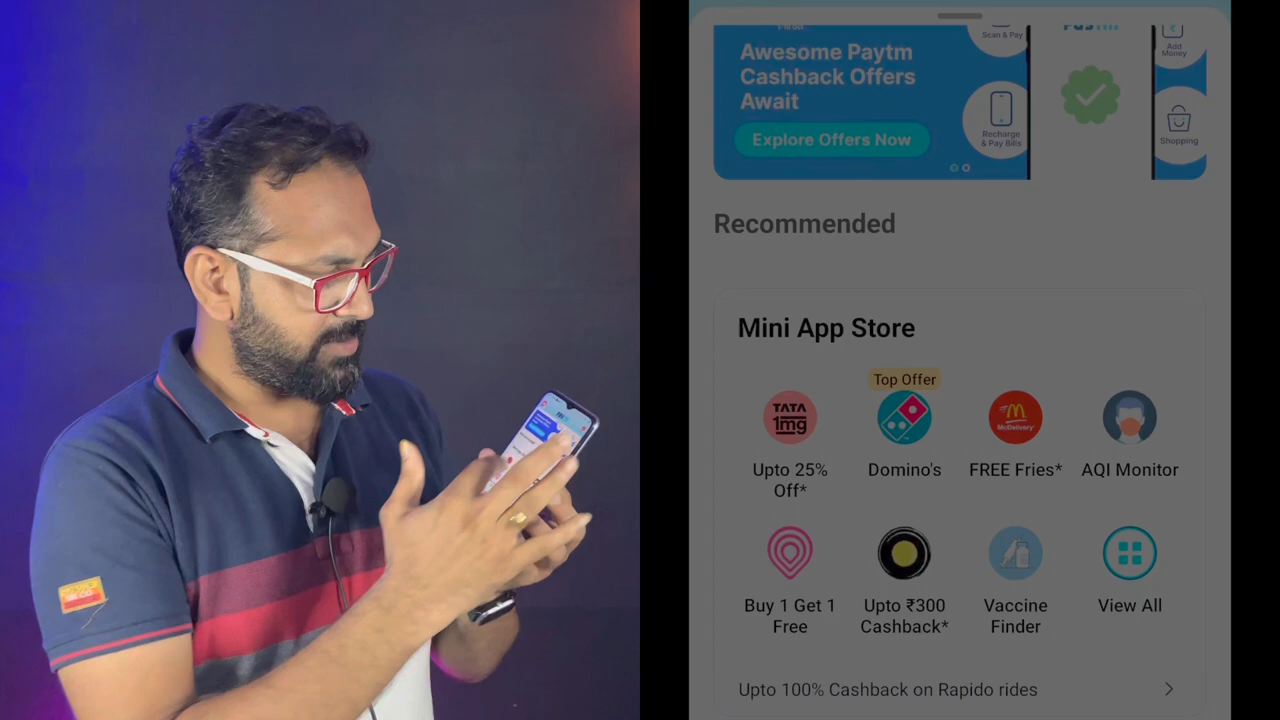 Scan & Pay
Add
Money
Awesome Paytm
Cashback Offers
Await
Explore Offers Now
Recharge
& Pay Bills
Shopping
Recommended
Mini App Store
Top Offer
TATA
1mg
McDelivery
Upto 25%
Off*
Domino's
FREE Fries*
AQI Monitor
Buy 1 Get 1
Free
Upto ₹300
Cashback*
Vaccine
Finder
View All
Upto 100% Cashback on Rapido rides